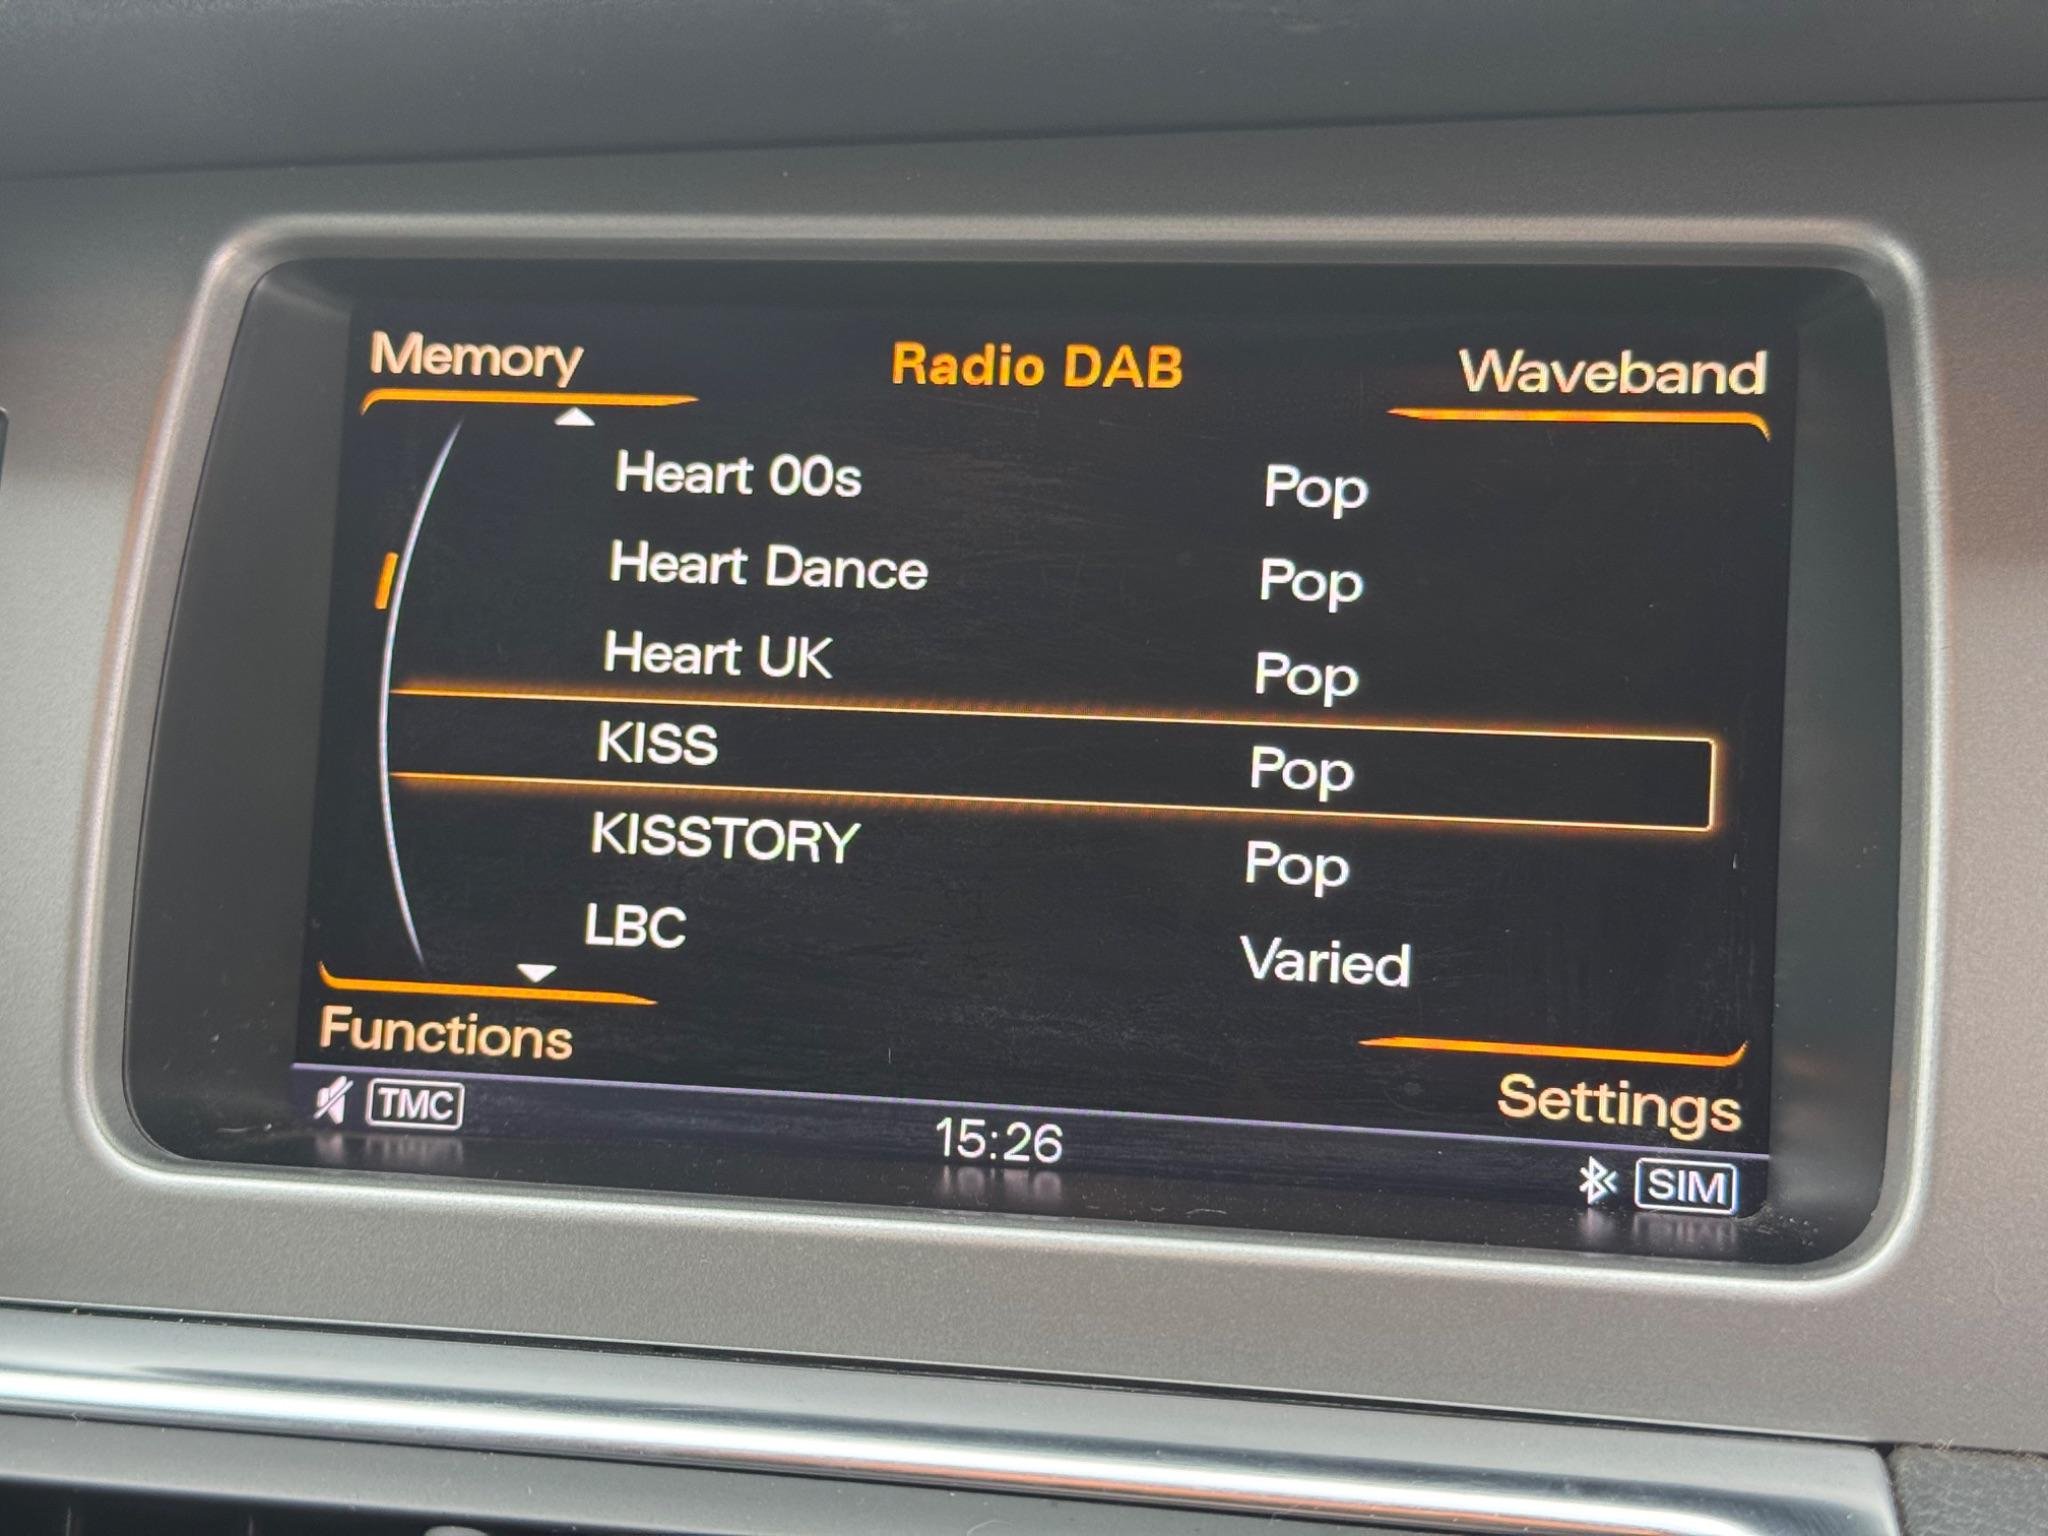 Memory Radio DAB Waveband
Heart 00s Pop
Heart Dance Pop
Heart UK Pop
KISS Pop
KISSTORY Pop
LBC Varied
Functions Settings
TMC 15:26 SIM